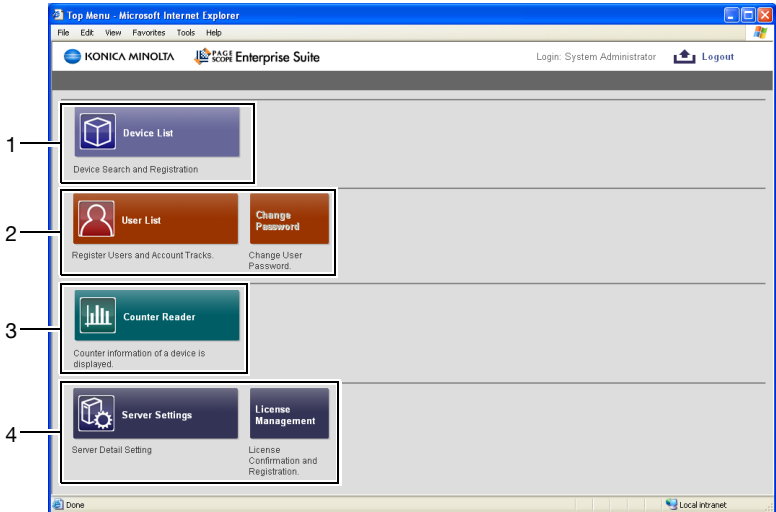 Top Menu - Microsoft Internet Explorer
File Edit View Favorites Tools Help
KONICA MINOLTA PAGE SCOPE Enterprise Suite Login: System Administrator Logout
1
Device List
Device Search and Registration
2
User List
Register Users and Account Tracks.
Change
Password
Change User
Password.
3
Counter Reader
Counter information of a device is
displayed.
4
Server Settings
Server Detail Setting
License
Management
License
Confirmation and
Registration.
Done Local intranet